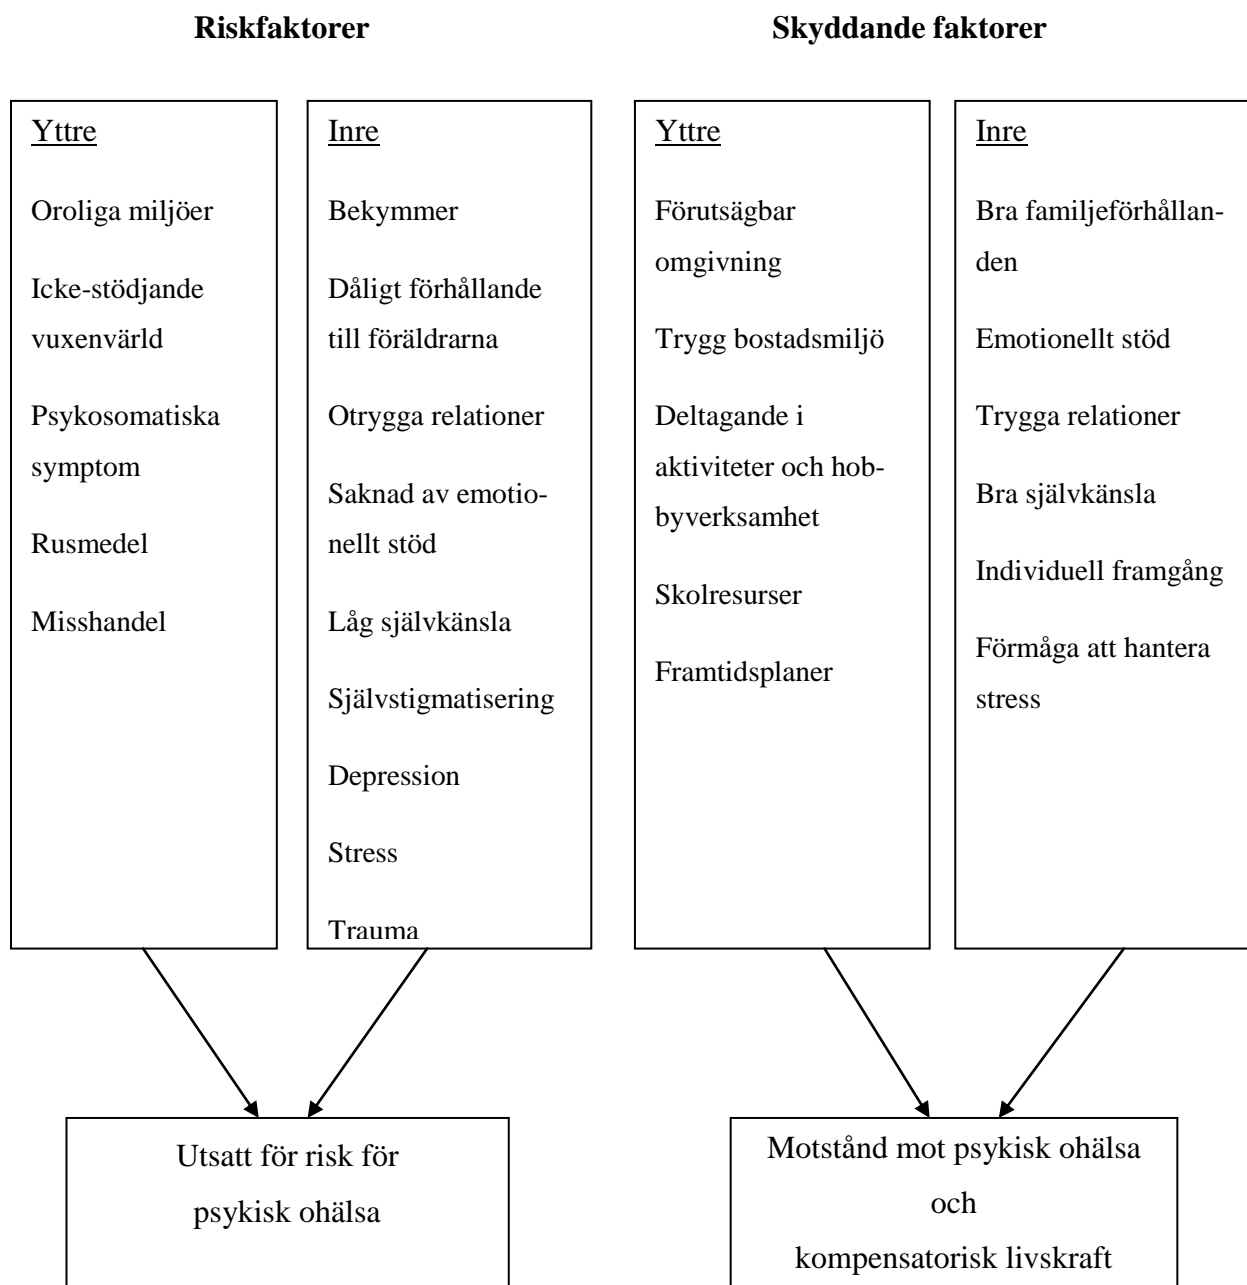 Riskfaktorer
Skyddande faktorer
Yttre
Oroliga miljöer
Icke-stödjande
vuxenvärld
Psykosomatiska
symptom
Rusmedel
Misshandel
Inre
Bekymmer
Dåligt förhållande
till föräldrarna
Otrygga relationer
Saknad av emotio-
nellt stöd
Låg självkänsla
Självstigmatisering
Depression
Stress
Trauma
Yttre
Förutsägbar
omgivning
Trygg bostadsmiljö
Deltagande i
aktiviteter och hob-
byverksamhet
Skolresurser
Framtidsplaner
Inre
Bra familjeförhållan-
den
Emotionellt stöd
Trygga relationer
Bra självkänsla
Individuell framgång
Förmåga att hantera
stress
Utsatt för risk för
psykisk ohälsa
Motstånd mot psykisk ohälsa
och
kompensatorisk livskraft